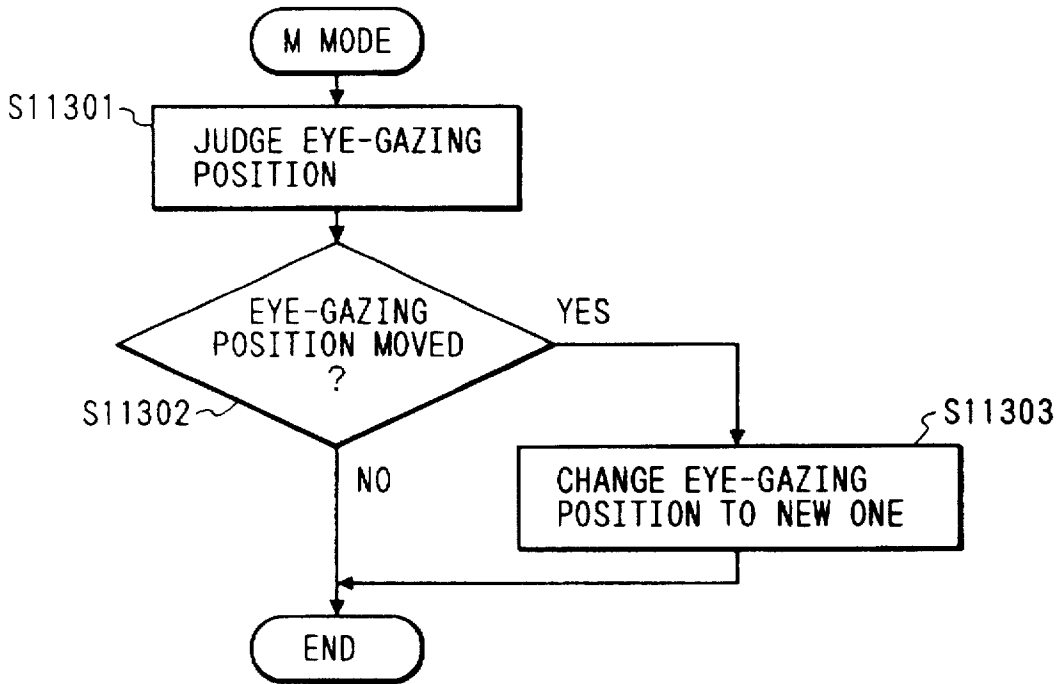 M MODE
S11301
JUDGE EYE-GAZING
POSITION
EYE-GAZING
POSITION MOVED
?
YES
S11302
NO
S11303
CHANGE EYE-GAZING
POSITION TO NEW ONE
END